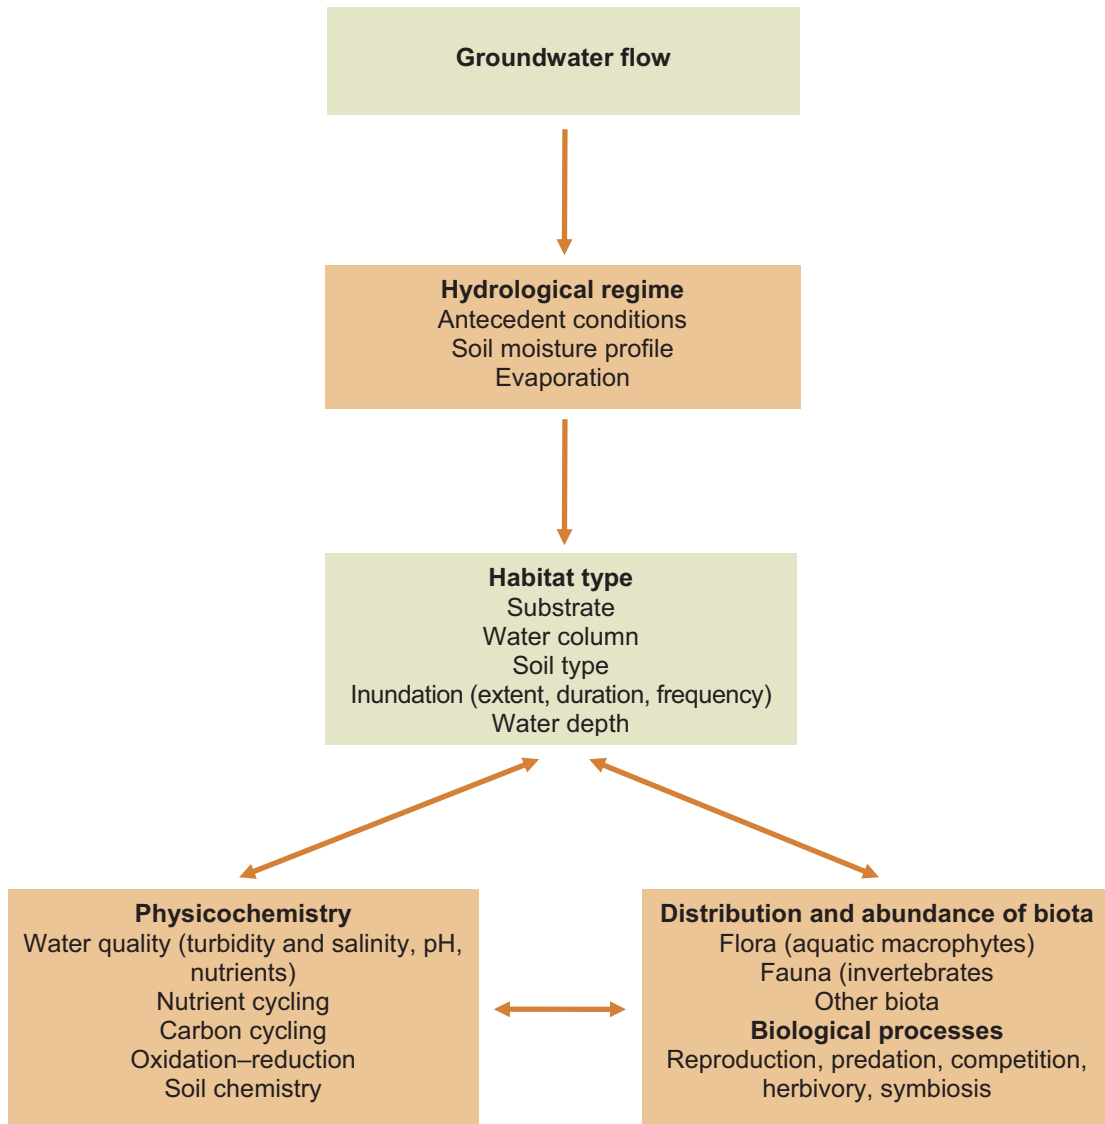 Groundwater flow
Hydrological regime
Antecedent conditions
Soil moisture profile
Evaporation
Habitat type
Substrate
Water column
Soil type
Inundation (extent, duration, frequency)
Water depth
Physicochemistry
Water quality (turbidity and salinity, pH,
nutrients)
Nutrient cycling
Carbon cycling
Oxidation–reduction
Soil chemistry
Distribution and abundance of biota
Flora (aquatic macrophytes)
Fauna (invertebrates
Other biota
Biological processes
Reproduction, predation, competition,
herbivory, symbiosis